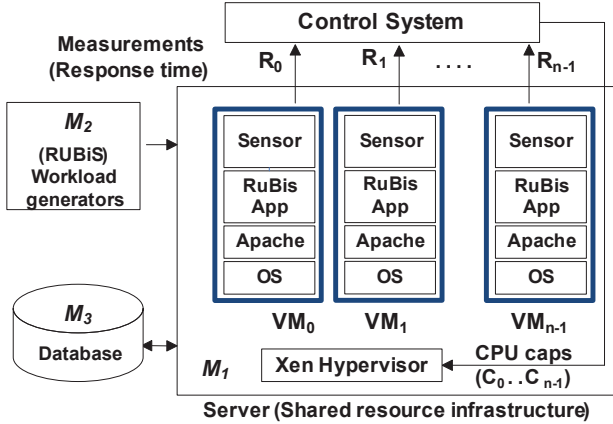 Control System
Measurements
(Response time)
R0
R1
. . . .
Rn-1
M2
(RUBiS)
Workload
generators
Sensor
RuBis
App
Apache
OS
Sensor
RuBis
App
Apache
OS
Sensor
RuBis
App
Apache
OS
VM0
VM1
VMn-1
M3
Database
M1
Xen Hypervisor
CPU caps
(C0 . . C n-1)
Server (Shared resource infrastructure)